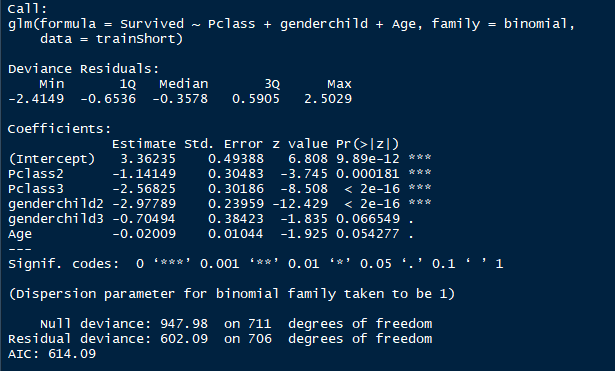 Call:
glm(formula = Survived ~ Pclass + genderchild + Age, family = binomial,
    data = trainShort)
Deviance Residuals:
    Min       1Q   Median       3Q      Max
-2.4149  -0.6536  -0.3578   0.5905   2.5029
Coefficients:
             Estimate Std. Error z value Pr(>|z|)
(Intercept)   3.36235    0.49388   6.808 9.89e-12 ***
Pclass2      -1.14149    0.30483  -3.745 0.000181 ***
Pclass3      -2.56825    0.30186  -8.508  < 2e-16 ***
genderchild2 -2.97789    0.23959 -12.429  < 2e-16 ***
genderchild3 -0.70494    0.38423  -1.835 0.066549 .
Age          -0.02009    0.01044  -1.925 0.054277 .
---
Signif. codes:  0 ‘***’ 0.001 ‘**’ 0.01 ‘*’ 0.05 ‘.’ 0.1 ‘ ’ 1
(Dispersion parameter for binomial family taken to be 1)
    Null deviance: 947.98  on 711  degrees of freedom
Residual deviance: 602.09  on 706  degrees of freedom
AIC: 614.09